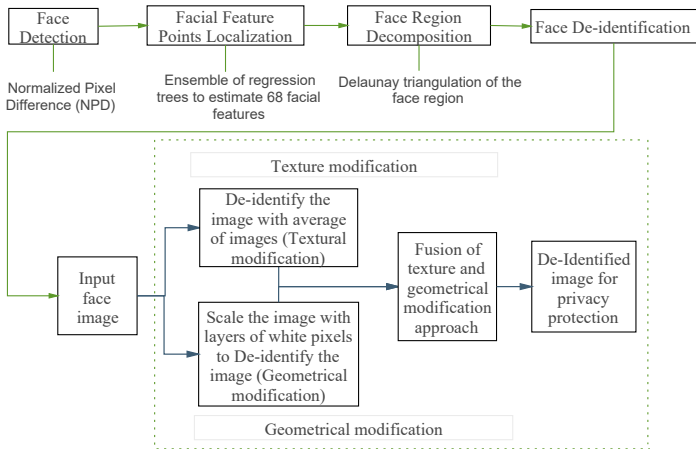 Face
Detection
Facial Feature
Points Localization
Face Region
Decomposition
Face De-identification
Normalized Pixel
Difference (NPD)
Ensemble of regression
trees to estimate 68 facial
features
Delaunay triangulation of the
face region
Texture modification
De-identify the
image with average
of images (Textural
modification)
Input
face
image
Scale the image with
layers of white pixels
to De-identify the
image (Geometrical
modification)
Fusion of
texture and
geometrical
modification
approach
De-Identified
image for
privacy
protection
Geometrical modification